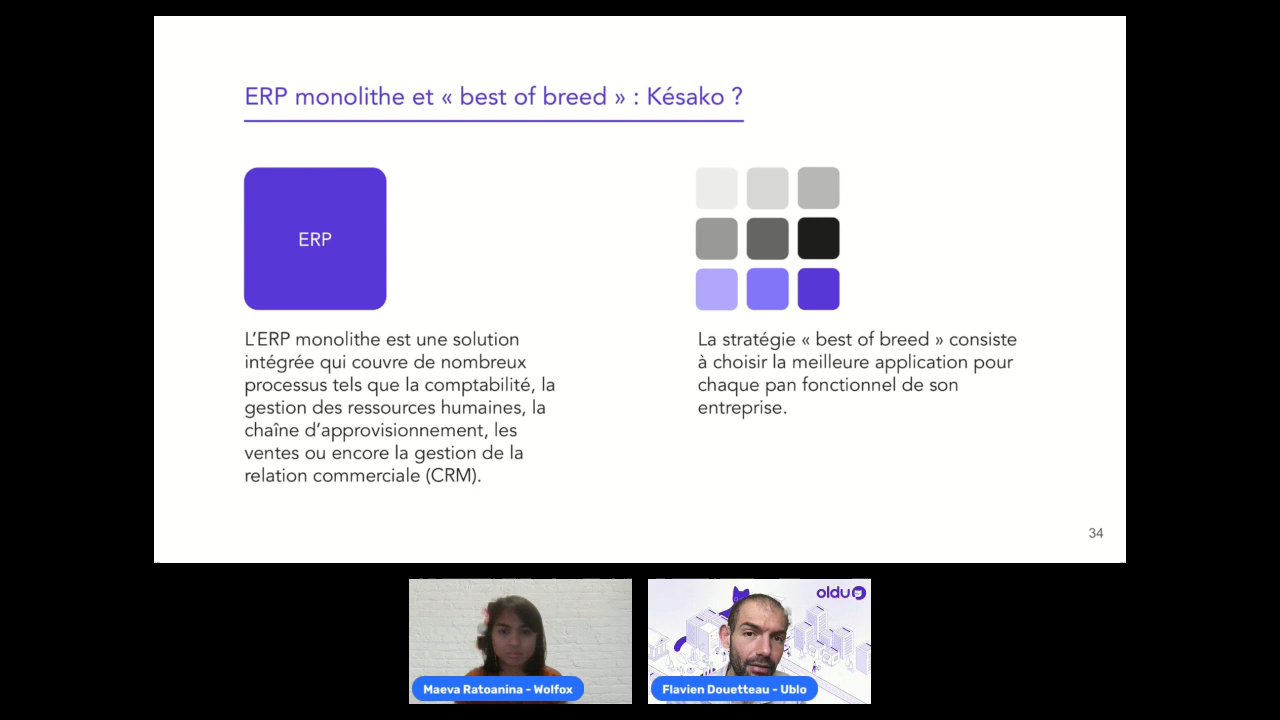 ERP monolithe et « best of breed » : Késako ?
ERP
L’ERP monolithe est une solution
intégrée qui couvre de nombreux
processus tels que la comptabilité, la
gestion des ressources humaines, la
chaîne d’approvisionnement, les
ventes ou encore la gestion de la
relation commerciale (CRM).
La stratégie « best of breed » consiste
à choisir la meilleure application pour
chaque pan fonctionnel de son
entreprise.
34
oldu
Maeva Ratoanina - Wolfox
Flavien Douetteau - Ublo